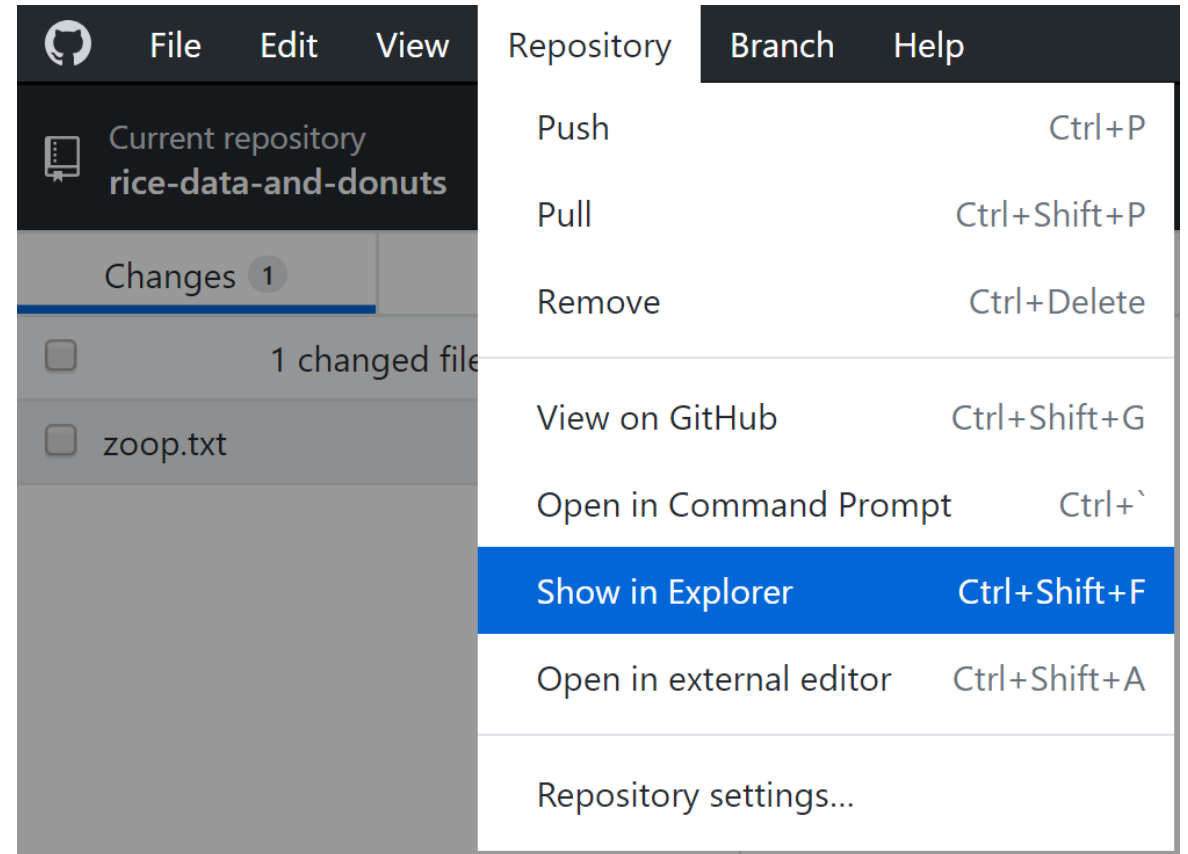 File Edit View Repository Branch Help
Current repository
rice-data-and-donuts
Changes 1
1 changed file
zoop.txt
Push Ctrl+P
Pull Ctrl+Shift+P
Remove Ctrl+Delete
View on GitHub Ctrl+Shift+G
Open in Command Prompt Ctrl+`
Show in Explorer Ctrl+Shift+F
Open in external editor Ctrl+Shift+A
Repository settings...